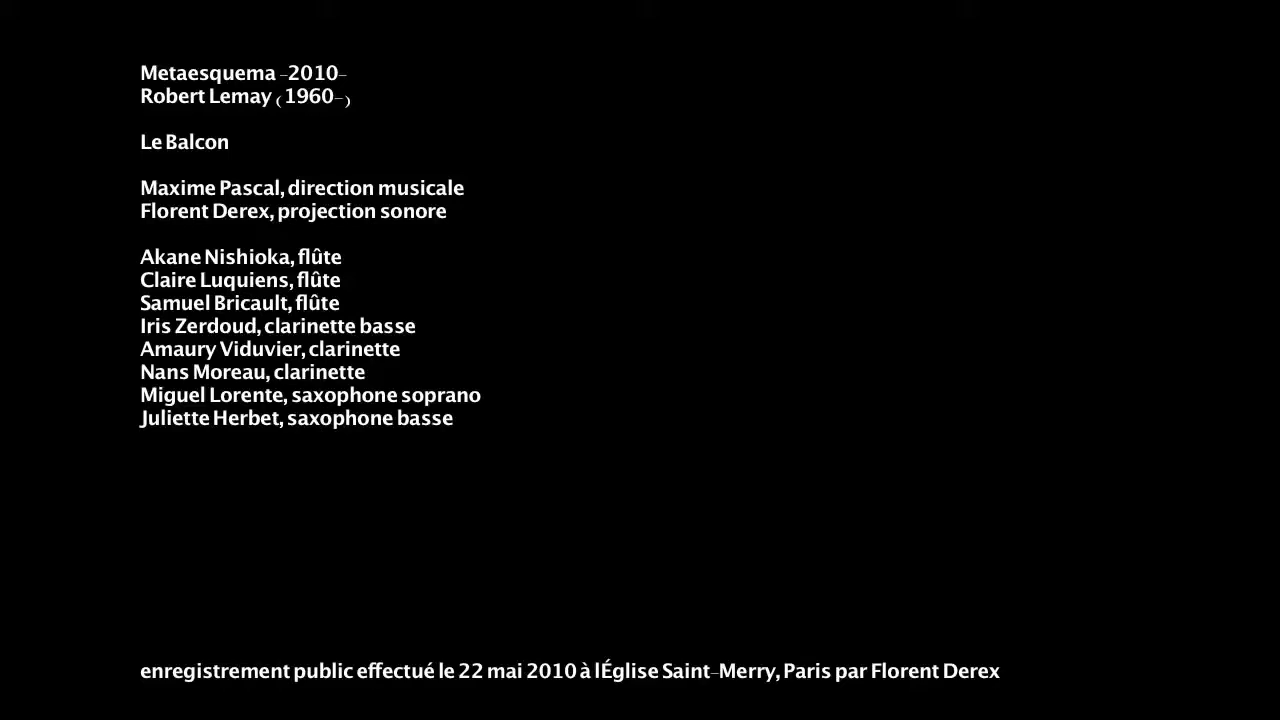 Metaesquema –2010–
Robert Lemay (1960–)
Le Balcon
Maxime Pascal, direction musicale
Florent Derex, projection sonore
Akane Nishioka, flûte
Claire Luquiens, flûte
Samuel Bricault, flûte
Iris Zerdoud, clarinette basse
Amaury Viduvier, clarinette
Nans Moreau, clarinette
Miguel Lorente, saxophone soprano
Juliette Herbet, saxophone basse
enregistrement public effectué le 22 mai 2010 à lÉglise Saint–Merry, Paris par Florent Derex